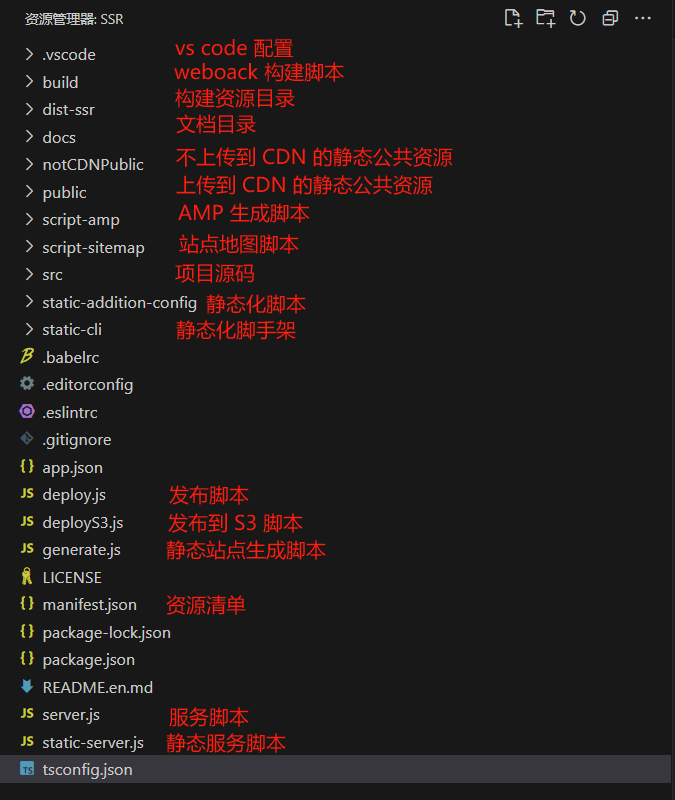 资源管理器: SSR
.vscode vs code 配置
build weboack 构建脚本
dist-ssr 构建资源目录
docs 文档目录
notCDNPublic 不上传到 CDN 的静态公共资源
public 上传到 CDN 的静态公共资源
script-amp AMP 生成脚本
script-sitemap 站点地图脚本
src 项目源码
static-addition-config 静态化脚本
static-cli 静态化脚手架
.babelrc
.editorconfig
.eslintrc
.gitignore
app.json
JS deploy.js 发布脚本
JS deployS3.js 发布到 S3 脚本
JS generate.js 静态站点生成脚本
LICENSE
manifest.json 资源清单
package-lock.json
package.json
README.en.md
JS server.js 服务脚本
JS static-server.js 静态服务脚本
TS tsconfig.json